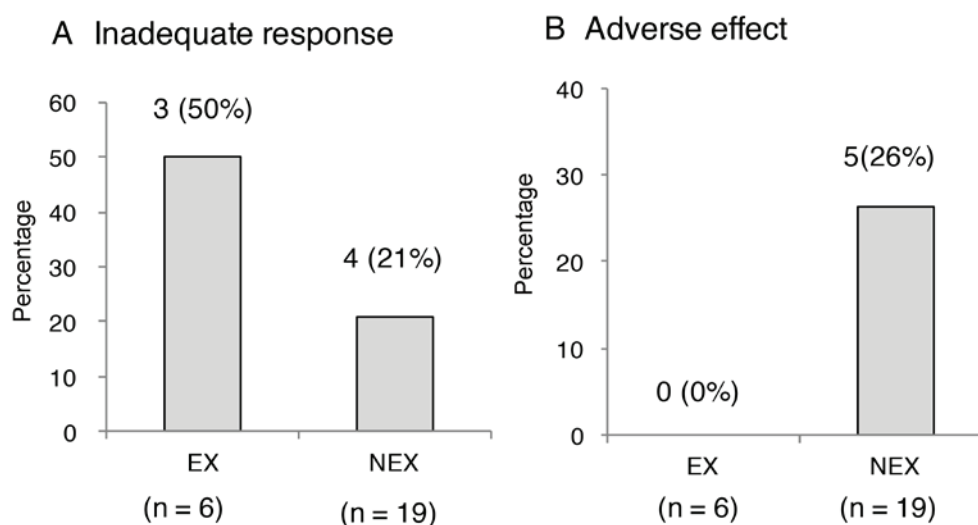 A Inadequate response
60
50
40
30
20
10
0
Percentage
3 (50%)
4 (21%)
EX
NEX
(n = 6)
(n = 19)
B Adverse effect
40
30
20
10
0
Percentage
0 (0%)
5(26%)
EX
NEX
(n = 6)
(n = 19)